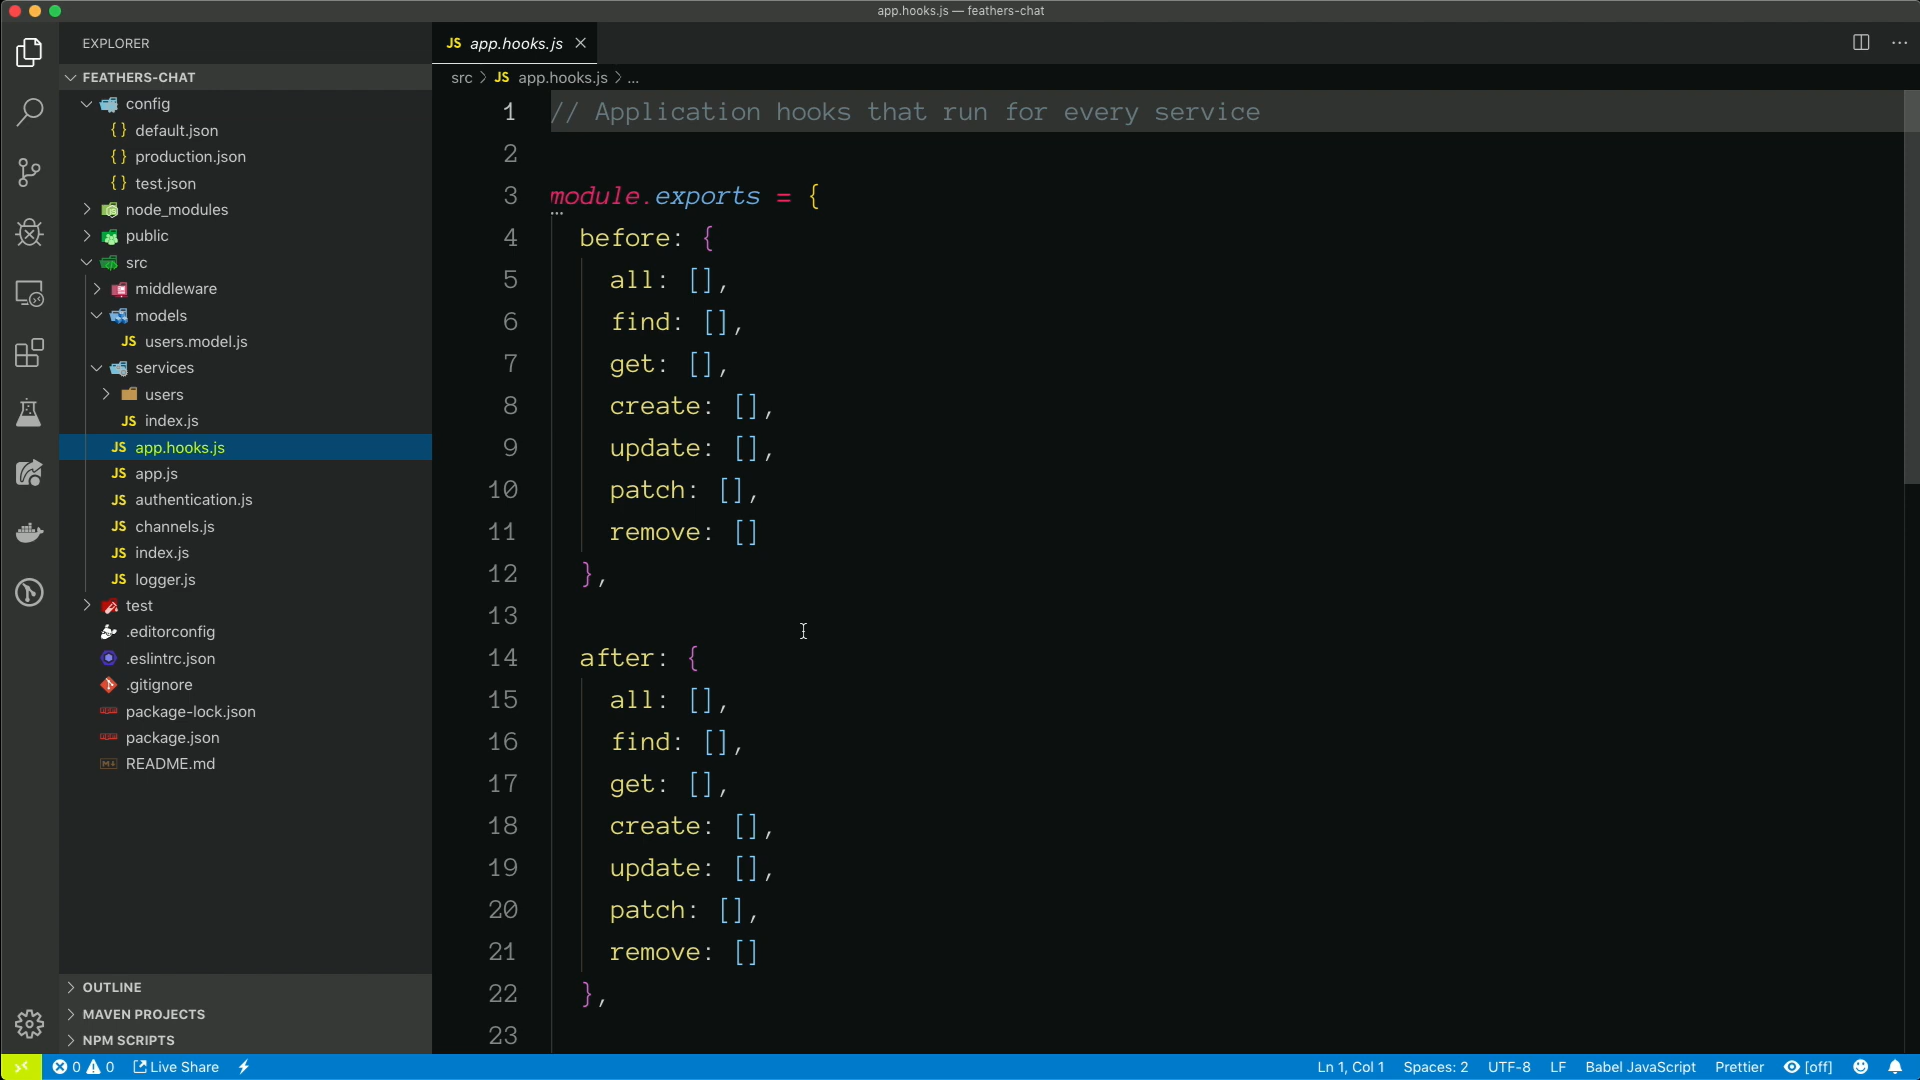 app.hooks.js — feathers-chat
EXPLORER
FEATHERS-CHAT
config
{ } default.json
{ } production.json
{ } test.json
node_modules
public
src
middleware
models
JS users.model.js
services
users
JS index.js
JS app.hooks.js
JS app.js
JS authentication.js
JS channels.js
JS index.js
JS logger.js
test
.editorconfig
.eslintrc.json
.gitignore
package-lock.json
package.json
README.md
OUTLINE
MAVEN PROJECTS
NPM SCRIPTS
JS app.hooks.js
src > JS app.hooks.js > ...
1 // Application hooks that run for every service
2
3 module.exports = {
4 before: {
5 all: [],
6 find: [],
7 get: [],
8 create: [],
9 update: [],
10 patch: [],
11 remove: []
12 },
13
14 after: {
15 all: [],
16 find: [],
17 get: [],
18 create: [],
19 update: [],
20 patch: [],
21 remove: []
22 },
23
0 0 Live Share Ln 1, Col 1 Spaces: 2 UTF-8 LF Babel JavaScript Prettier [off]